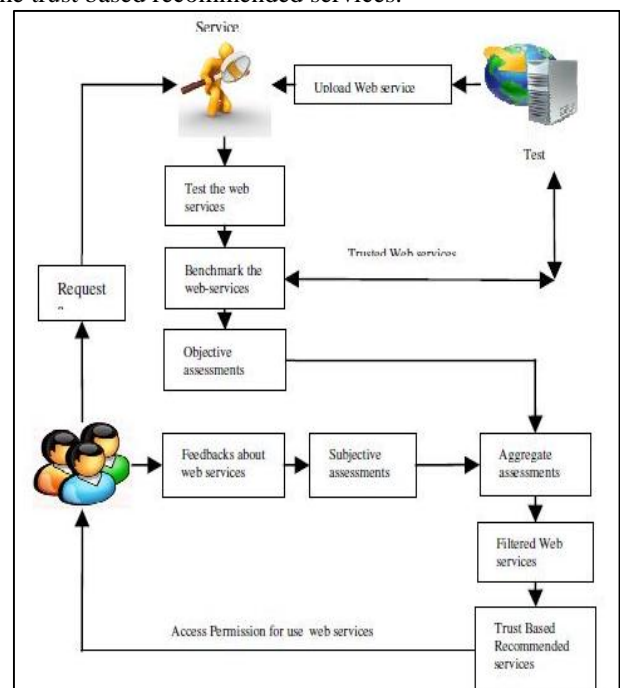 the trust based recommended services.
Service
Upload Web service
Test
Test the web
services
Trusted Web services
Benchmark the
web-services
Request
Objective
assessments
Feedbacks about
web services
Subjective
assessments
Aggregate
assessments
Filtered Web
services
Access Permission for use web services
Trust Based
Recommended
services